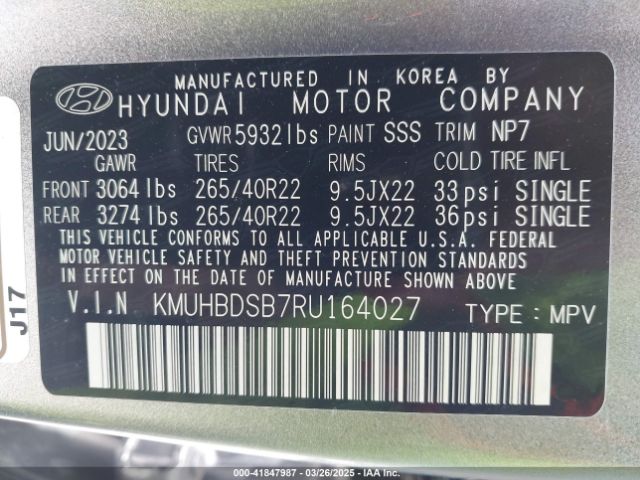 MANUFACTURED IN KOREA BY
HYUNDAI MOTOR COMPANY
JUN/2023 GVWR 5932 lbs PAINT SSS TRIM NP7
GAWR TIRES RIMS COLD TIRE INFL
FRONT 3064 lbs 265/40R22 9.5JX22 33 psi SINGLE
REAR 3274 lbs 265/40R22 9.5JX22 36 psi SINGLE
THIS VEHICLE CONFORMS TO ALL APPLICABLE U.S.A. FEDERAL
MOTOR VEHICLE SAFETY AND THEFT PREVENTION STANDARDS
IN EFFECT ON THE DATE OF MANUFACTURE SHOWN ABOVE.
V.I.N KMUHBDSB7RU164027 TYPE : MPV
J17
000-41847987 | 03/26/2025 | IAA Inc.